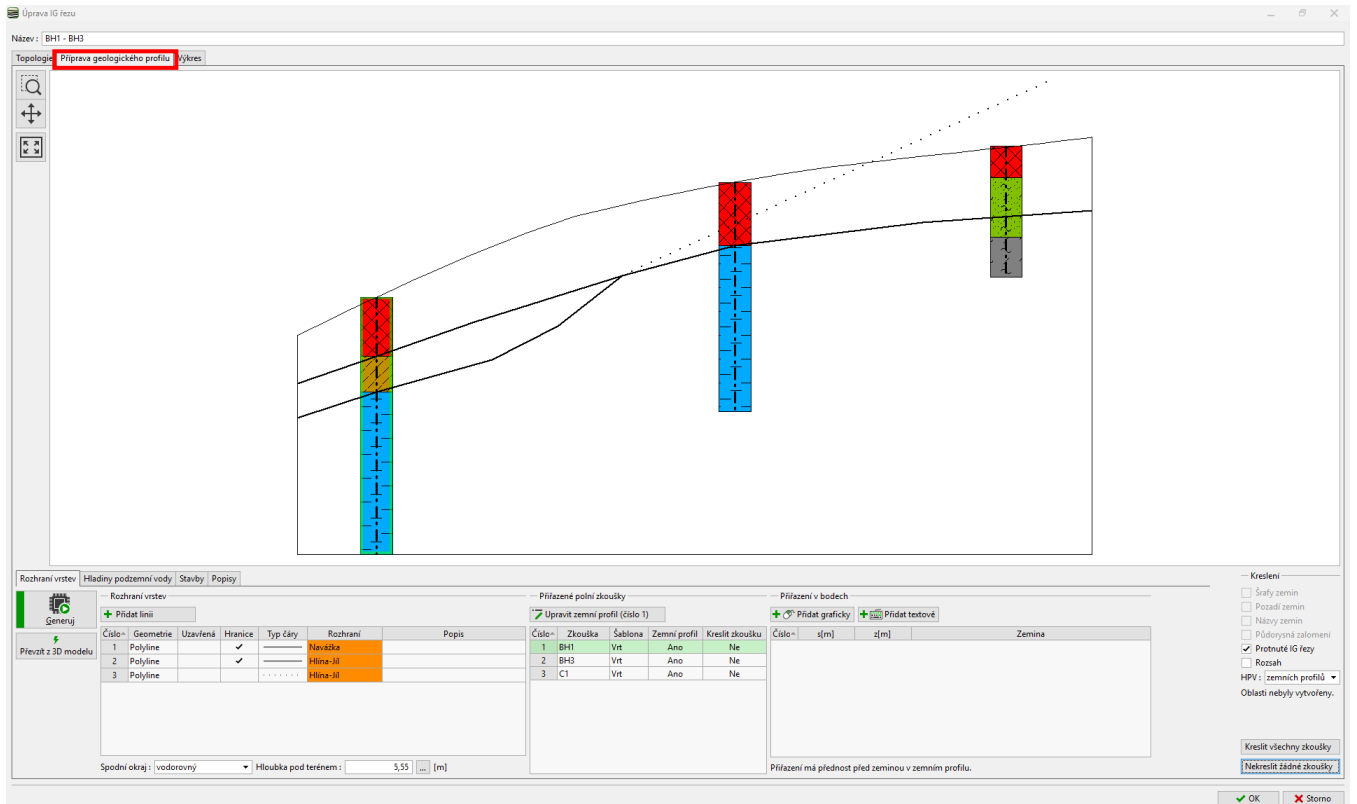 Úprava IG řezu
Název : BH1 - BH3
Topologie Příprava geologického profilu Výkres
Rozhraní vrstev Hladiny podzemní vody Stavby Popisy
Generuj
Převzít z 3D modelu
Rozhraní vrstev
Přidat linii
Číslo Geometrie Uzavřená Hranice Typ čáry Rozhraní Popis
1 Polyline Navážka
2 Polyline Hlína-Jíl
3 Polyline Hlína-Jíl
Spodní okraj : vodorovný Hloubka pod terénem : 5,55 ... [m]
Přiřazené polní zkoušky
Upravit zemní profil (číslo 1)
Číslo Zkouška Šablona Zemní profil Kreslit zkoušku
1 BH1 Vrt Ano Ne
2 BH3 Vrt Ano Ne
3 C1 Vrt Ano Ne
Přiřazení v bodech
Přidat graficky Přidat textově
Číslo s[m] z[m] Zemina
Přiřazení má přednost před zeminou v zemním profilu.
Kreslení
Šrafy zemin
Pozadí zemin
Názvy zemin
Půdorysná zalomení
Protnuté IG řezy
Rozsah
HPV : zemních profilů
Oblasti nebyly vytvořeny.
Kreslit všechny zkoušky
Nekreslit žádné zkoušky
OK Storno